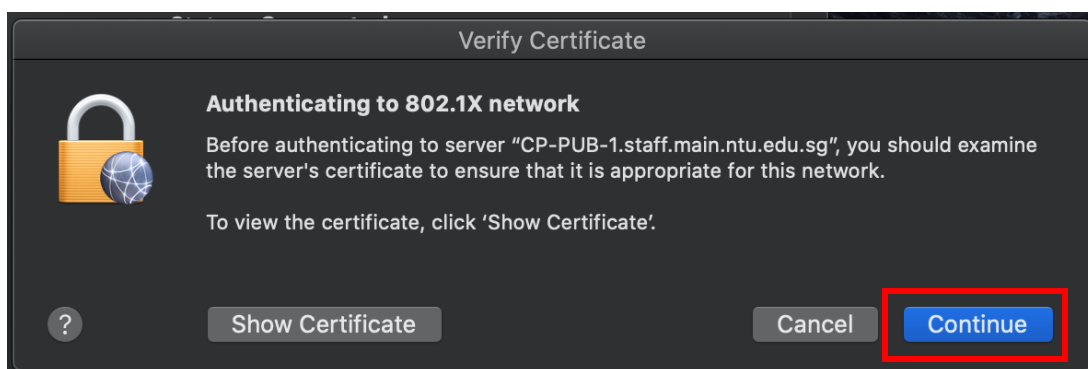 Verify Certificate
Authenticating to 802.1X network
Before authenticating to server “CP-PUB-1.staff.main.ntu.edu.sg”, you should examine
the server's certificate to ensure that it is appropriate for this network.
To view the certificate, click ‘Show Certificate’.
?
Show Certificate
Cancel
Continue